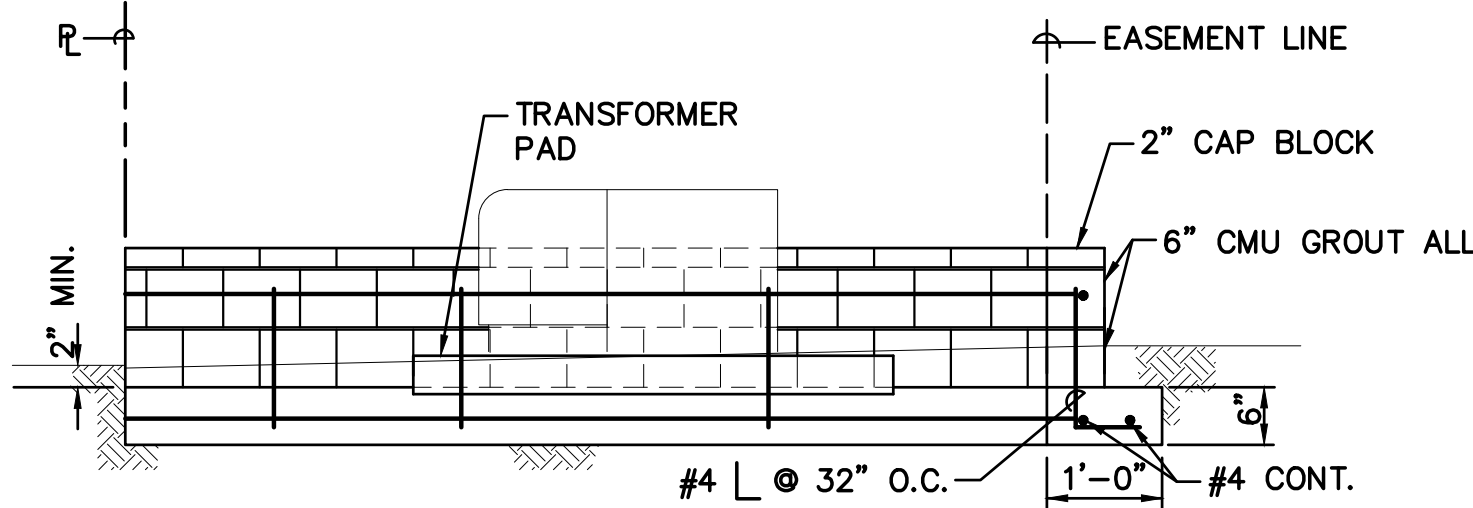 PL
EASEMENT LINE
TRANSFORMER
PAD
2" CAP BLOCK
6" CMU GROUT ALL
2" MIN.
6"
#4 L @ 32" O.C.
1'-0"
#4 CONT.